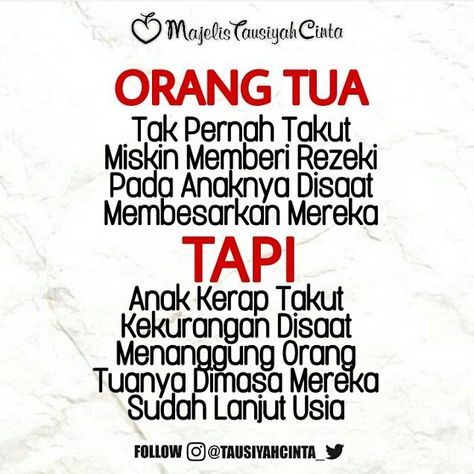 Majelis Tausiyah Cinta
ORANG TUA
Tak Pernah Takut
Miskin Memberi Rezeki
Pada Anaknya Disaat
Membesarkan Mereka
TAPI
Anak Kerap Takut
Kekurangan Disaat
Menanggung Orang
Tuanya Dimasa Mereka
Sudah Lanjut Usia
FOLLOW @TAUSIYAHCINTA_